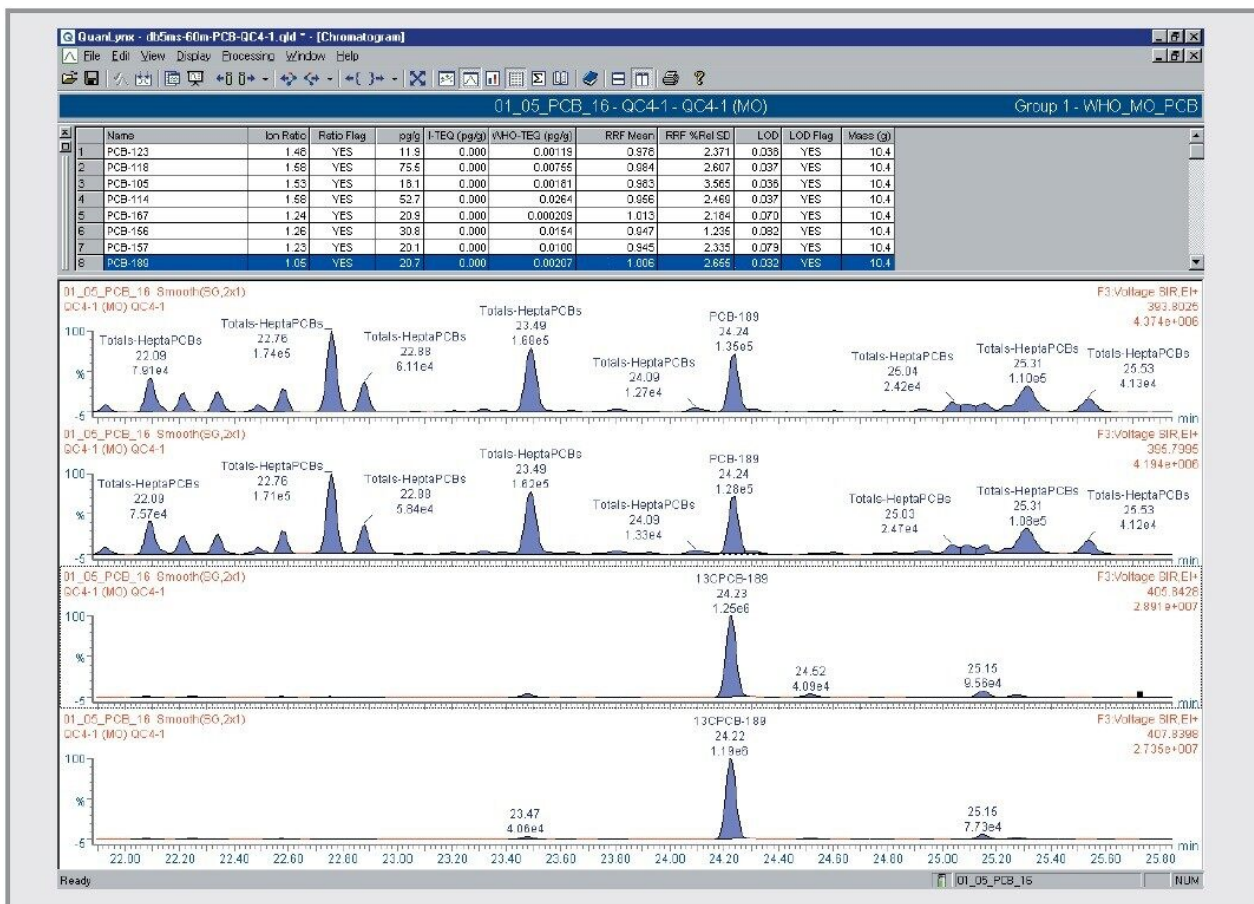 QuanLynx - db5ms-60m-PCB-QC4-1.qld * - [Chromatogram]
File Edit View Display Processing Window Help
01_05_PCB_16 - QC4-1 - QC4-1 (MO) Group 1 - WHO_MO_PCB
Name Ion Ratio Ratio Flag pg/g I-TEQ (pg/g) WHO-TEQ (pg/g) RRF Mean RRF %Rel SD LOD LOD Flag Mass (g)
1 PCB-123 1.48 YES 11.9 0.000 0.00119 0.978 2.371 0.036 YES 10.4
2 PCB-118 1.58 YES 75.5 0.000 0.00755 0.984 2.607 0.037 YES 10.4
3 PCB-105 1.53 YES 18.1 0.000 0.00181 0.983 3.565 0.036 YES 10.4
4 PCB-114 1.58 YES 52.7 0.000 0.0264 0.956 2.469 0.037 YES 10.4
5 PCB-167 1.24 YES 20.9 0.000 0.000209 1.013 2.184 0.070 YES 10.4
6 PCB-156 1.26 YES 30.8 0.000 0.0154 0.947 1.235 0.082 YES 10.4
7 PCB-157 1.23 YES 20.1 0.000 0.0100 0.945 2.335 0.079 YES 10.4
8 PCB-189 1.05 YES 20.7 0.000 0.00207 1.006 2.655 0.032 YES 10.4
01_05_PCB_16 Smooth(SG,2x1) F3:Voltage SIR,EI+
QC4-1 (MO) QC4-1 393.8025
4.374e+006
100
%
-5
Totals-HeptaPCBs
22.09
7.91e4
Totals-HeptaPCBs
22.76
1.74e5
Totals-HeptaPCBs
22.88
6.11e4
Totals-HeptaPCBs
23.49
1.68e5
Totals-HeptaPCBs
24.09
1.27e4
PCB-189
24.24
1.35e5
Totals-HeptaPCBs
25.04
2.42e4
Totals-HeptaPCBs
25.31
1.10e5
Totals-HeptaPCBs
25.53
4.13e4
min
01_05_PCB_16 Smooth(SG,2x1) F3:Voltage SIR,EI+
QC4-1 (MO) QC4-1 395.7995
4.194e+006
100
%
-5
Totals-HeptaPCBs
22.09
7.57e4
Totals-HeptaPCBs
22.76
1.71e5
Totals-HeptaPCBs
22.88
5.84e4
Totals-HeptaPCBs
23.49
1.62e5
Totals-HeptaPCBs
24.09
1.33e4
PCB-189
24.24
1.28e5
Totals-HeptaPCBs
25.03
2.47e4
Totals-HeptaPCBs
25.31
1.08e5
Totals-HeptaPCBs
25.53
4.12e4
min
01_05_PCB_16 Smooth(SG,2x1) F3:Voltage SIR,EI+
QC4-1 (MO) QC4-1 405.8428
2.891e+007
100
%
-5
13CPCB-189
24.23
1.25e6
24.52
4.09e4
25.15
9.56e4
min
01_05_PCB_16 Smooth(SG,2x1) F3:Voltage SIR,EI+
QC4-1 (MO) QC4-1 407.8398
2.735e+007
100
%
-5
23.47
4.06e4
13CPCB-189
24.22
1.19e6
25.15
7.73e4
min
22.00 22.20 22.40 22.60 22.80 23.00 23.20 23.40 23.60 23.80 24.00 24.20 24.40 24.60 24.80 25.00 25.20 25.40 25.60 25.80
Ready 01_05_PCB_16 NUM